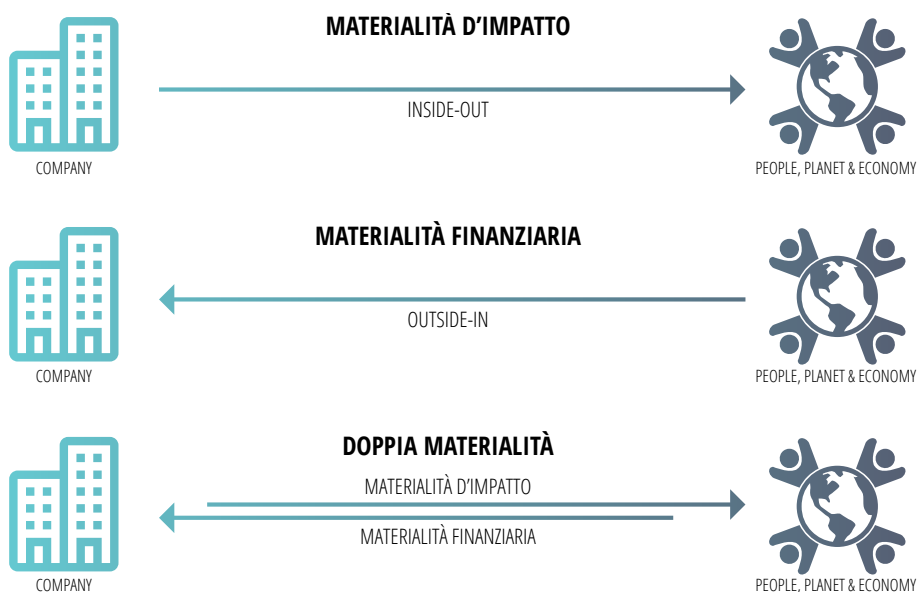 MATERIALITÀ D’IMPATTO
INSIDE-OUT
COMPANY
PEOPLE, PLANET & ECONOMY
MATERIALITÀ FINANZIARIA
OUTSIDE-IN
COMPANY
PEOPLE, PLANET & ECONOMY
DOPPIA MATERIALITÀ
MATERIALITÀ D’IMPATTO
MATERIALITÀ FINANZIARIA
COMPANY
PEOPLE, PLANET & ECONOMY